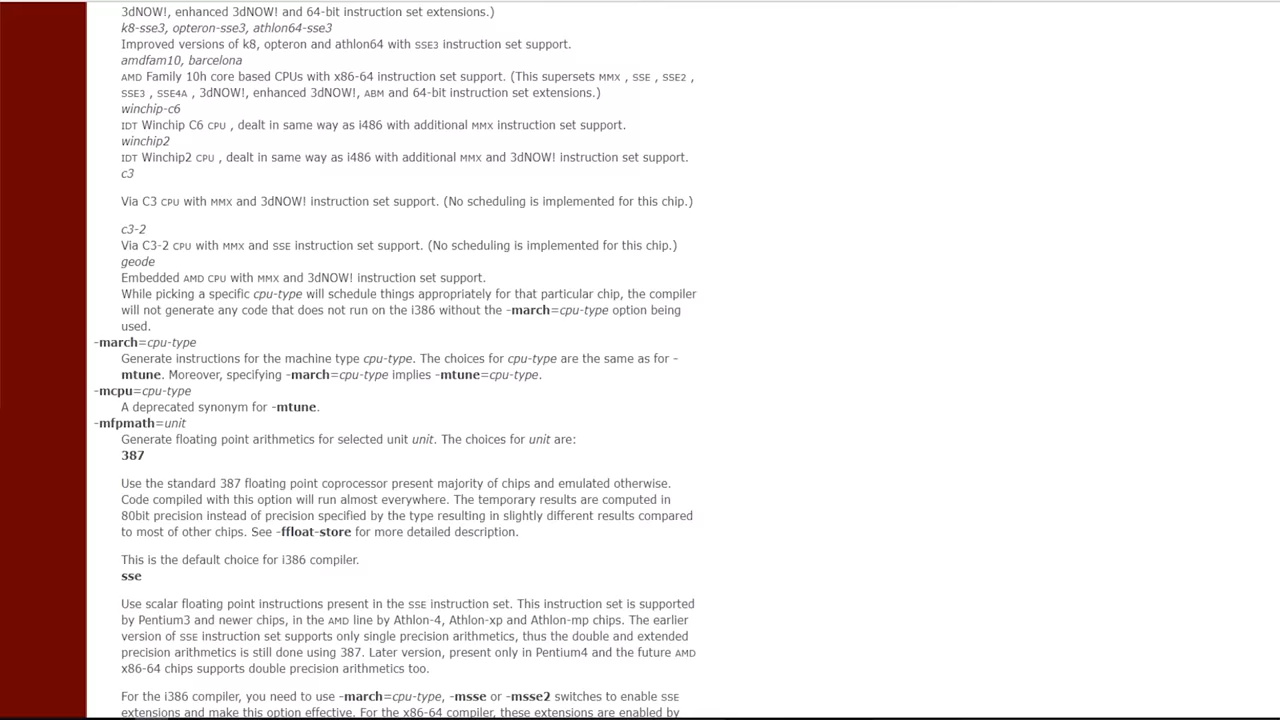 3dNOW!, enhanced 3dNOW! and 64-bit instruction set extensions.)
k8-sse3, opteron-sse3, athlon64-sse3
Improved versions of k8, opteron and athlon64 with SSE3 instruction set support.
amdfam10, barcelona
AMD Family 10h core based CPUs with x86-64 instruction set support. (This supersets MMX , SSE , SSE2 ,
SSE3 , SSE4A , 3dNOW!, enhanced 3dNOW!, ABM and 64-bit instruction set extensions.)
winchip-c6
IDT Winchip C6 CPU , dealt in same way as i486 with additional MMX instruction set support.
winchip2
IDT Winchip2 CPU , dealt in same way as i486 with additional MMX and 3dNOW! instruction set support.
c3
Via C3 CPU with MMX and 3dNOW! instruction set support. (No scheduling is implemented for this chip.)
c3-2
Via C3-2 CPU with MMX and SSE instruction set support. (No scheduling is implemented for this chip.)
geode
Embedded AMD CPU with MMX and 3dNOW! instruction set support.
While picking a specific cpu-type will schedule things appropriately for that particular chip, the compiler
will not generate any code that does not run on the i386 without the -march=cpu-type option being
used.
-march=cpu-type
Generate instructions for the machine type cpu-type. The choices for cpu-type are the same as for -
mtune. Moreover, specifying -march=cpu-type implies -mtune=cpu-type.
-mcpu=cpu-type
A deprecated synonym for -mtune.
-mfpmath=unit
Generate floating point arithmetics for selected unit unit. The choices for unit are:
387
Use the standard 387 floating point coprocessor present majority of chips and emulated otherwise.
Code compiled with this option will run almost everywhere. The temporary results are computed in
80bit precision instead of precision specified by the type resulting in slightly different results compared
to most of other chips. See -ffloat-store for more detailed description.
This is the default choice for i386 compiler.
sse
Use scalar floating point instructions present in the SSE instruction set. This instruction set is supported
by Pentium3 and newer chips, in the AMD line by Athlon-4, Athlon-xp and Athlon-mp chips. The earlier
version of SSE instruction set supports only single precision arithmetics, thus the double and extended
precision arithmetics is still done using 387. Later version, present only in Pentium4 and the future AMD
x86-64 chips supports double precision arithmetics too.
For the i386 compiler, you need to use -march=cpu-type, -msse or -msse2 switches to enable SSE
extensions and make this option effective. For the x86-64 compiler, these extensions are enabled by